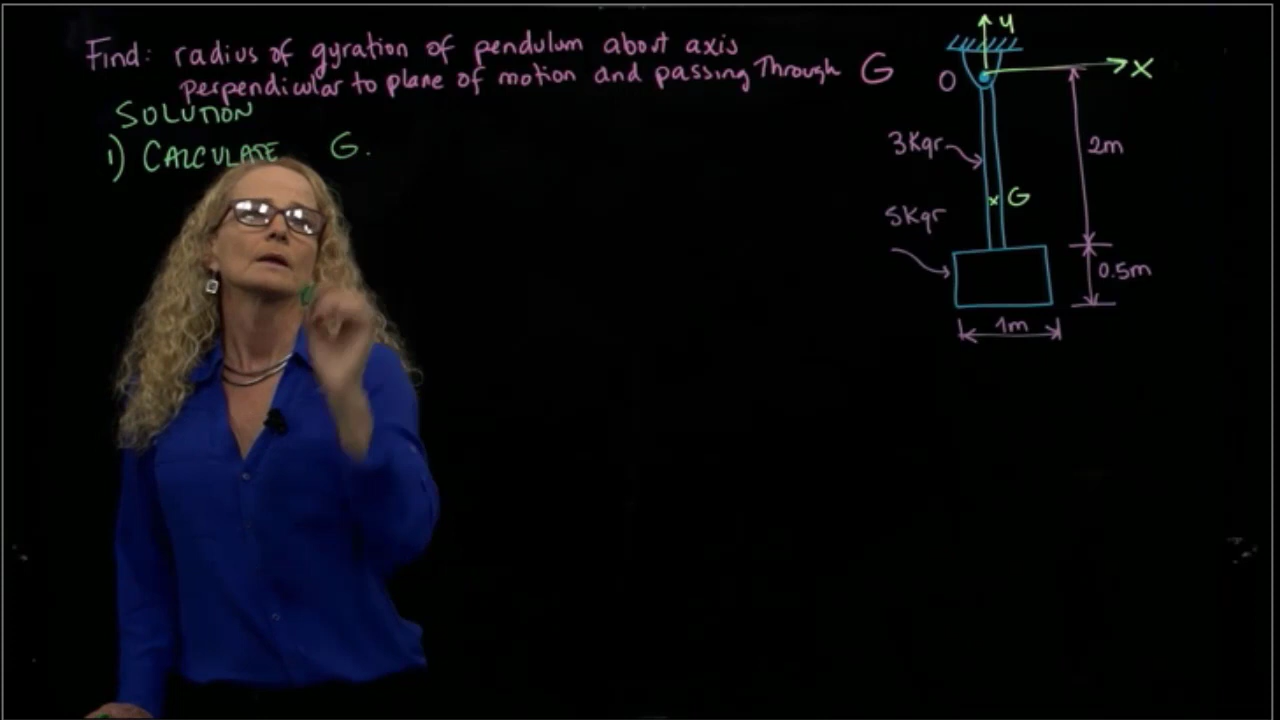 Find: radius of gyration of pendulum about axis
perpendicular to plane of motion and passing Through G
SOLUTION
1) CALCULATE G.
y
X
O
3Kgr
2m
G
5Kgr
0.5m
1m